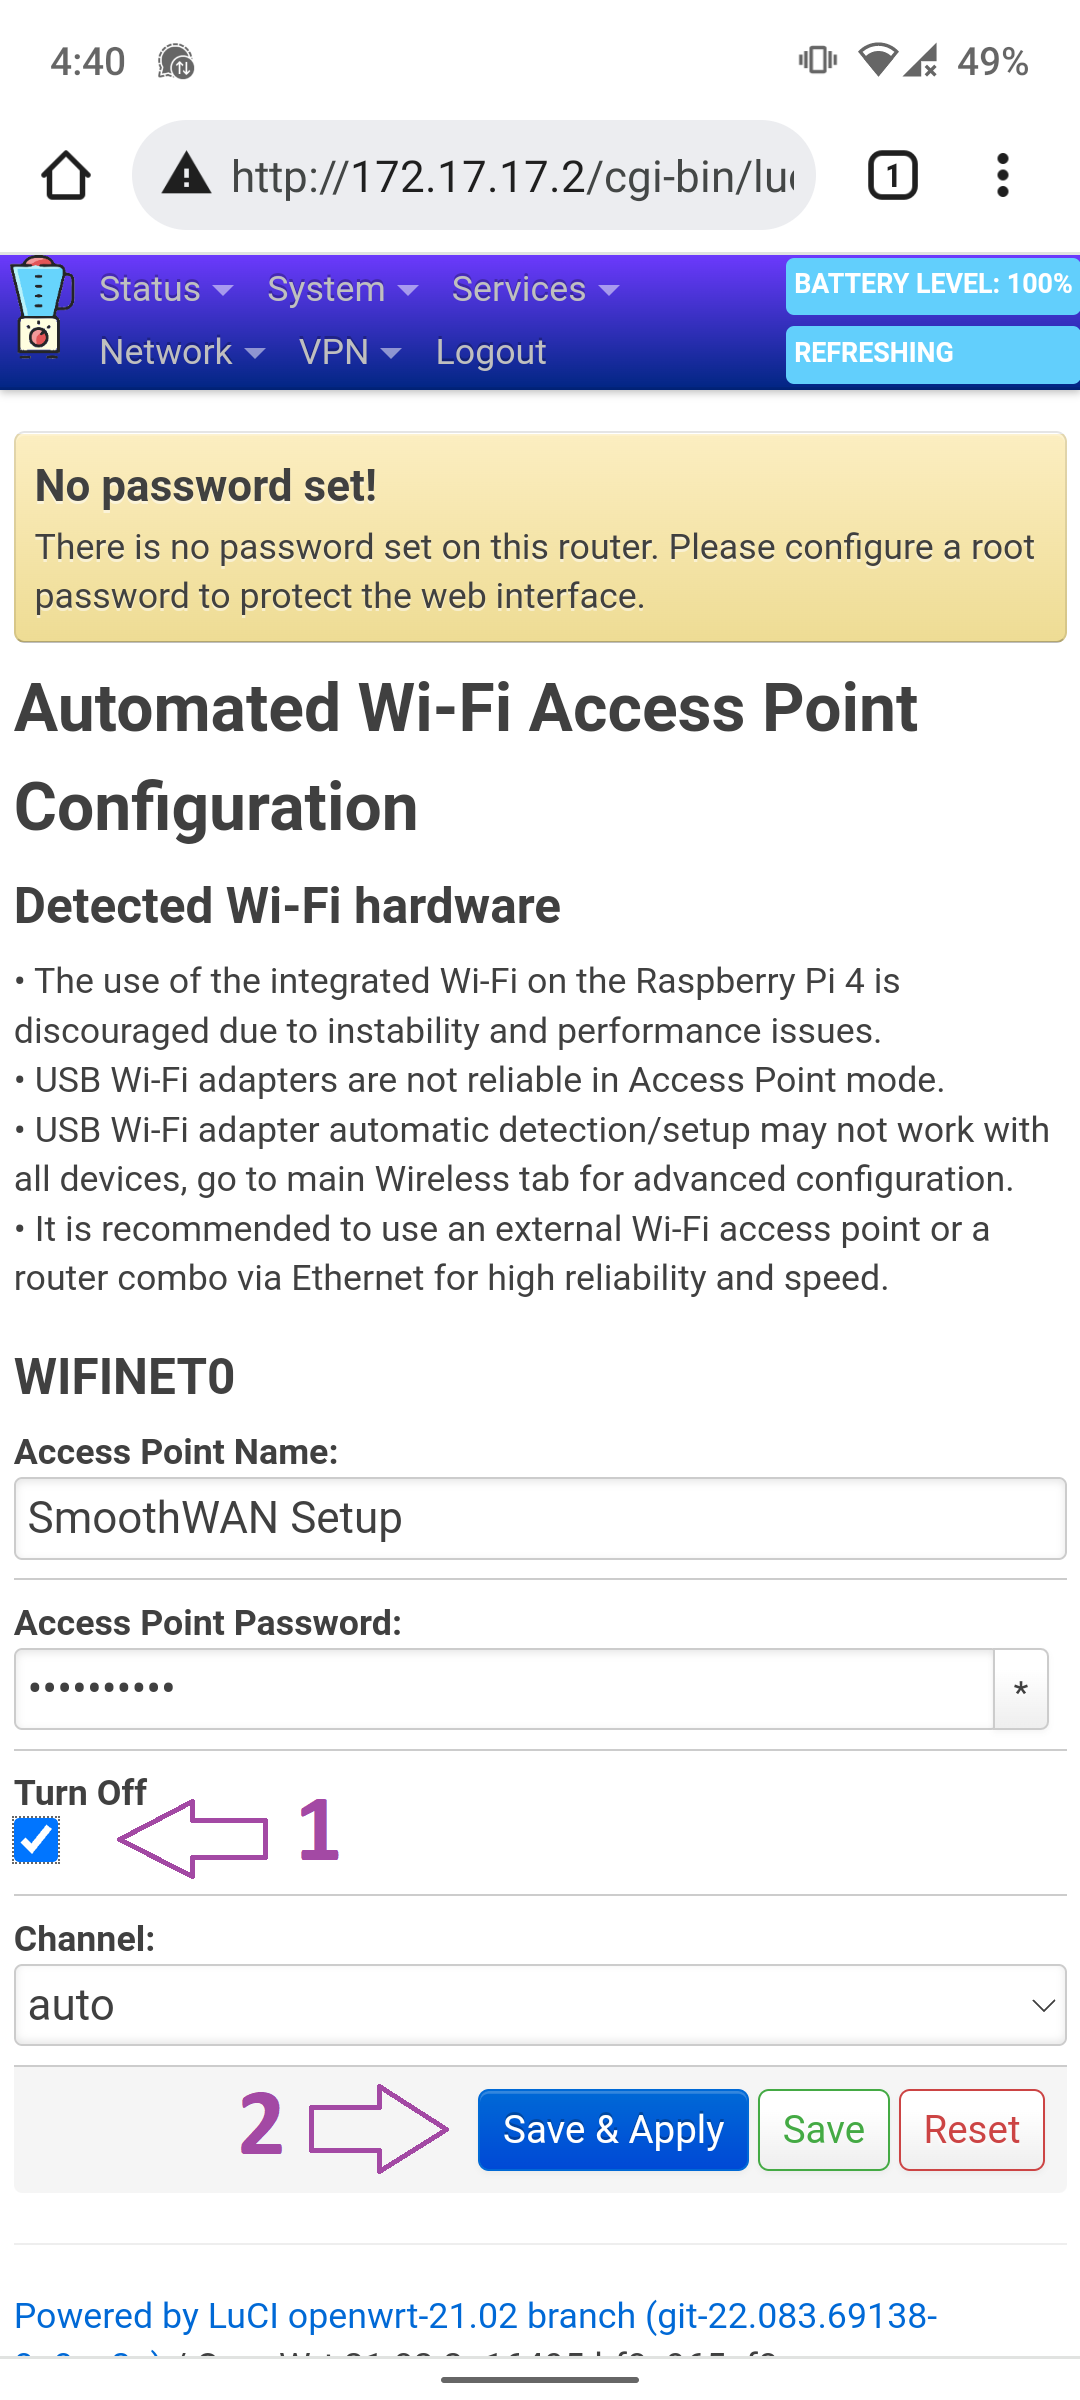 4:40
49%
http://172.17.17.2/cgi-bin/lu
1
Status System Services
BATTERY LEVEL: 100%
Network VPN Logout
REFRESHING
No password set!
There is no password set on this router. Please configure a root
password to protect the web interface.
Automated Wi-Fi Access Point
Configuration
Detected Wi-Fi hardware
• The use of the integrated Wi-Fi on the Raspberry Pi 4 is
discouraged due to instability and performance issues.
• USB Wi-Fi adapters are not reliable in Access Point mode.
• USB Wi-Fi adapter automatic detection/setup may not work with
all devices, go to main Wireless tab for advanced configuration.
• It is recommended to use an external Wi-Fi access point or a
router combo via Ethernet for high reliability and speed.
WIFINET0
Access Point Name:
SmoothWAN Setup
Access Point Password:
•••••••••• *
Turn Off
1
Channel:
auto
2 Save & Apply Save Reset
Powered by LuCI openwrt-21.02 branch (git-22.083.69138-